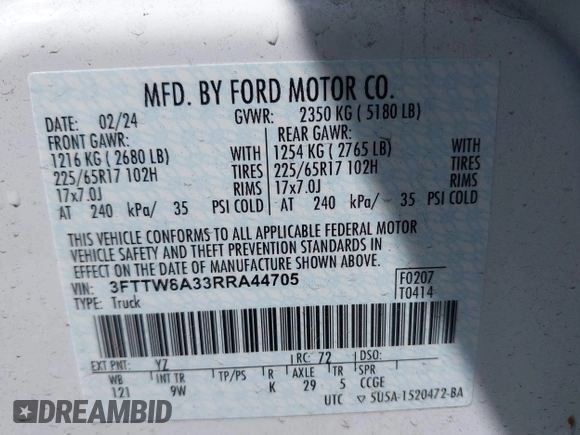 MFD. BY FORD MOTOR CO.
DATE: 02/24 GVWR: 2350 KG ( 5180 LB)
FRONT GAWR: REAR GAWR:
1216 KG ( 2680 LB) WITH 1254 KG ( 2765 LB) WITH
225/65R17 102H TIRES 225/65R17 102H TIRES
17x7.0J RIMS 17x7.0J RIMS
AT 240 kPa/ 35 PSI COLD AT 240 kPa/ 35 PSI COLD
THIS VEHICLE CONFORMS TO ALL APPLICABLE FEDERAL MOTOR
VEHICLE SAFETY AND THEFT PREVENTION STANDARDS IN
EFFECT ON THE DATE OF MANUFACTURE SHOWN ABOVE.
VIN: 3FTTW8A33RRA44705 F0207
TYPE: Truck T0414
EXT PNT: YZ RC: 72 DSO:
WB INT TR TP/PS R AXLE TR SPR
121 9W K 29 5 CCGE
UTC ▽ 5U5A-1520472-BA
DREAMBID